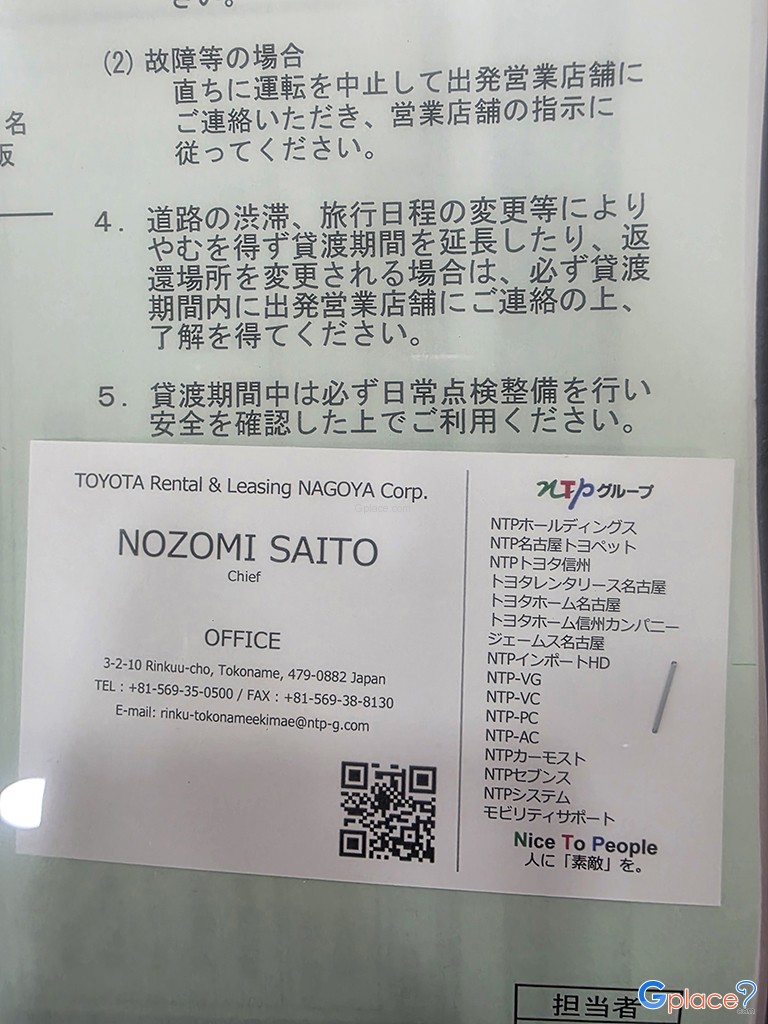 さい。
(2) 故障等の場合
直ちに運転を中止して出発営業店舗に
ご連絡いただき、営業店舗の指示に
従ってください。
名
阪
4. 道路の渋滞、旅行日程の変更等により
やむを得ず貸渡期間を延長したり、返
還場所を変更される場合は、必ず貸渡
期間内に出発営業店舗にご連絡の上、
了解を得てください。
5. 貸渡期間中は必ず日常点検整備を行い
安全を確認した上でご利用ください。
TOYOTA Rental & Leasing NAGOYA Corp.
Gplace.com
NOZOMI SAITO
Chief
OFFICE
3-2-10 Rinkuu-cho, Tokoname, 479-0882 Japan
TEL : +81-569-35-0500 / FAX : +81-569-38-8130
E-mail: rinku-tokonameekimae@ntp-g.com
NTPグループ
NTPホールディングス
NTP名古屋トヨペット
NTPトヨタ信州
トヨタレンタリース名古屋
トヨタホーム名古屋
トヨタホーム信州カンパニー
ジェームス名古屋
NTPインポートHD
NTP-VG
NTP-VC
NTP-PC
NTP-AC
NTPカーモスト
NTPセブンス
NTPシステム
モビリティサポート
Nice To People
人に「素敵」を。
担当者
Gplace?
.com